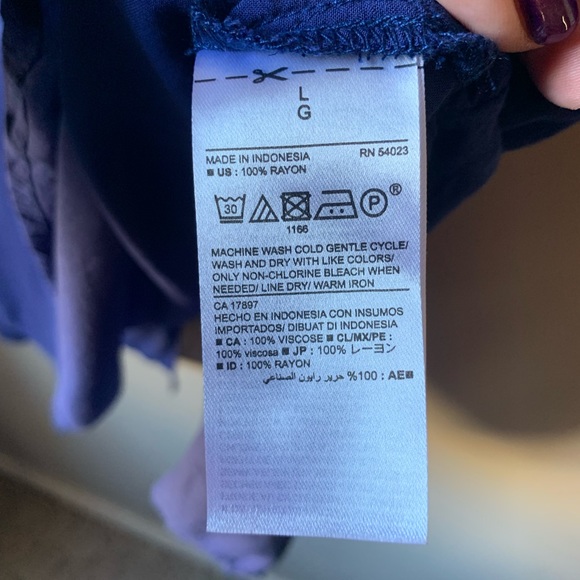 L
G
MADE IN INDONESIA RN 54023
■ US : 100% RAYON
30 P ®
1166
MACHINE WASH COLD GENTLE CYCLE/
WASH AND DRY WITH LIKE COLORS/
ONLY NON-CHLORINE BLEACH WHEN
NEEDED/ LINE DRY/ WARM IRON
CA 17897
HECHO EN INDONESIA CON INSUMOS
IMPORTADOS/ DIBUAT DI INDONESIA
■ CA : 100% VISCOSE ■ CL/MX/PE :
100% viscosa ■ JP : 100% レーヨン
■ ID : 100% RAYON
■ AE : 100% حرير رايون الصناعي